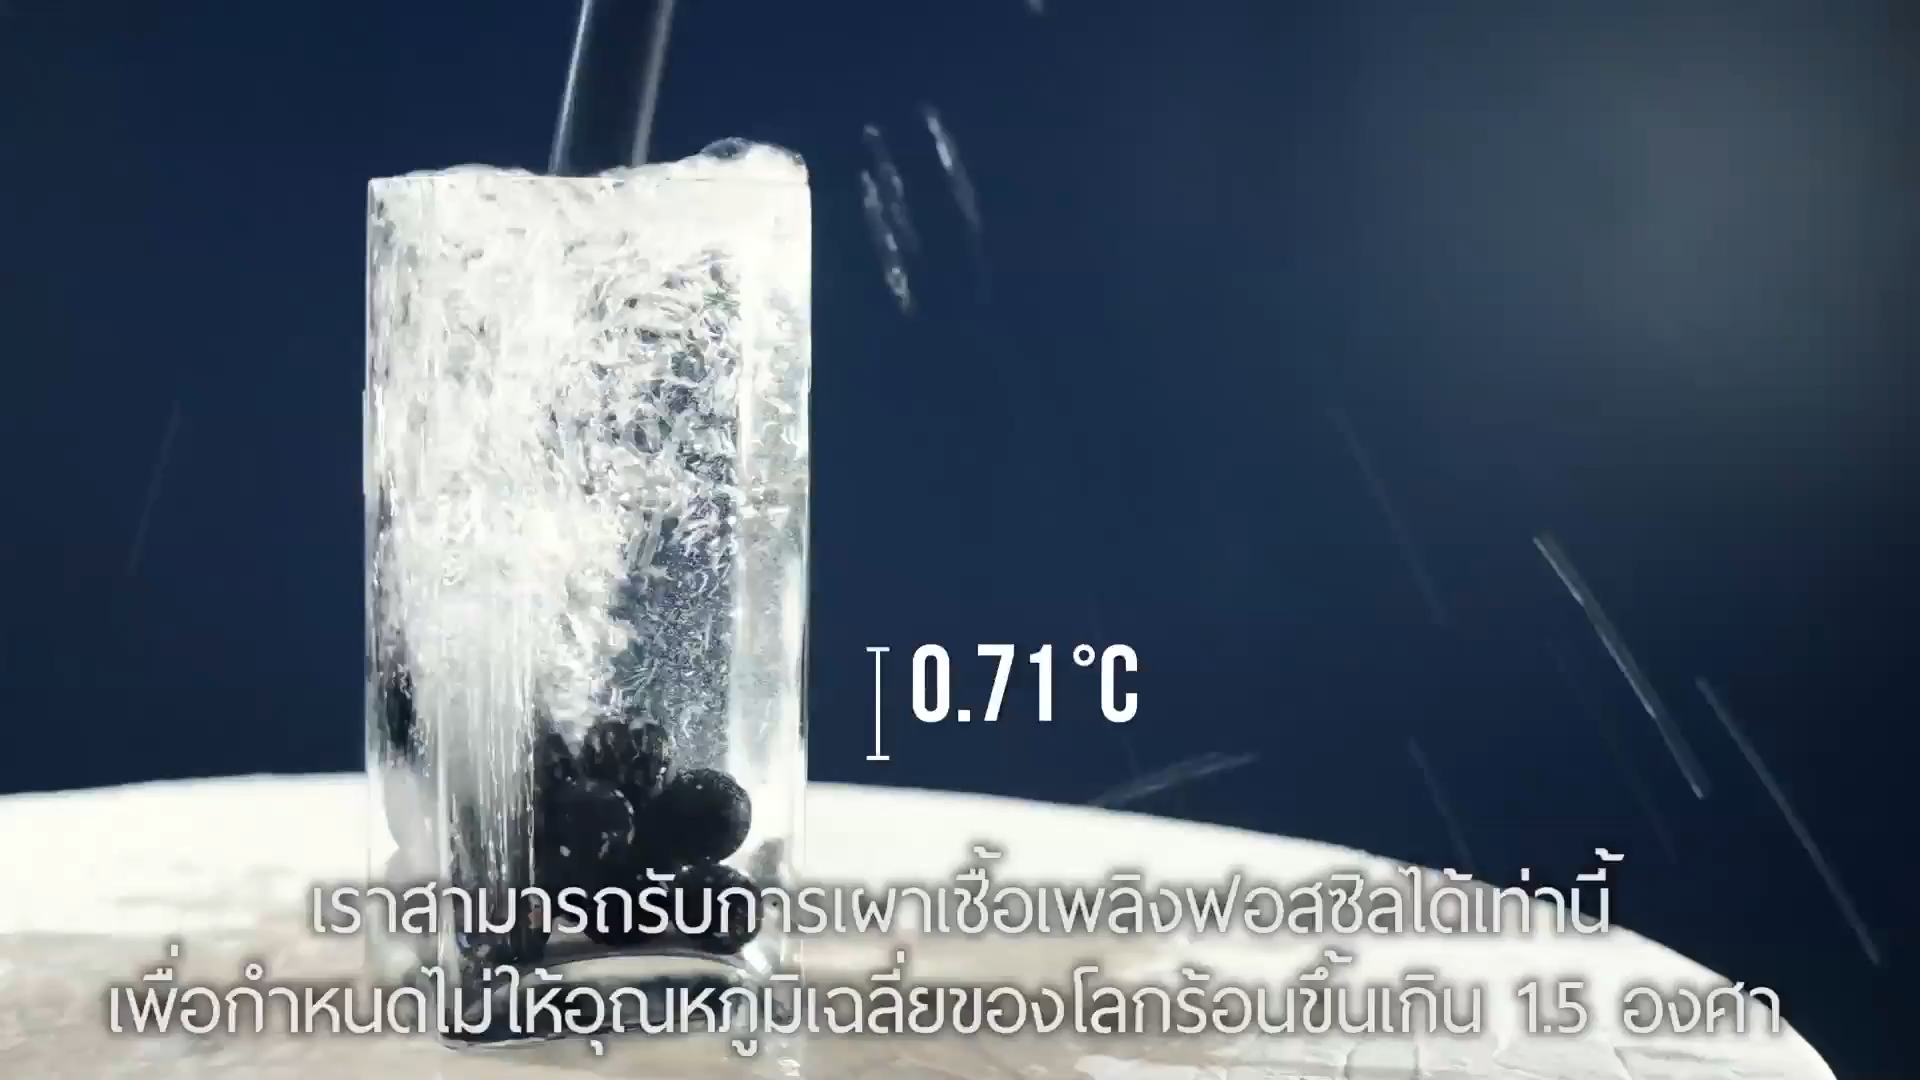 0.71°C
เราสามารถรับการเผาเชื้อเพลิงฟอสซิลได้เท่านี้
เพื่อกำหนดไม่ให้อุณหภูมิเฉลี่ยของโลกร้อนขึ้นเกิน 1.5 องศา